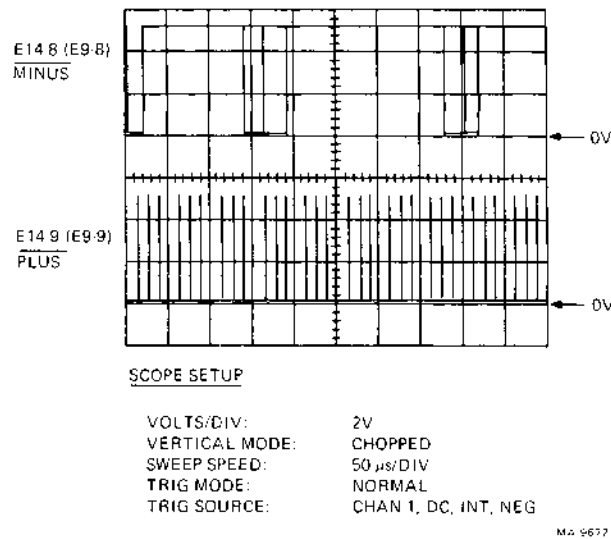 E14 8 (E9-8)
MINUS
0V
E14 9 (E9-9)
PLUS
0V
SCOPE SETUP
VOLTS/DIV: 2V
VERTICAL MODE: CHOPPED
SWEEP SPEED: 50 µs/DIV
TRIG MODE: NORMAL
TRIG SOURCE: CHAN 1, DC, INT, NEG
MA-9677